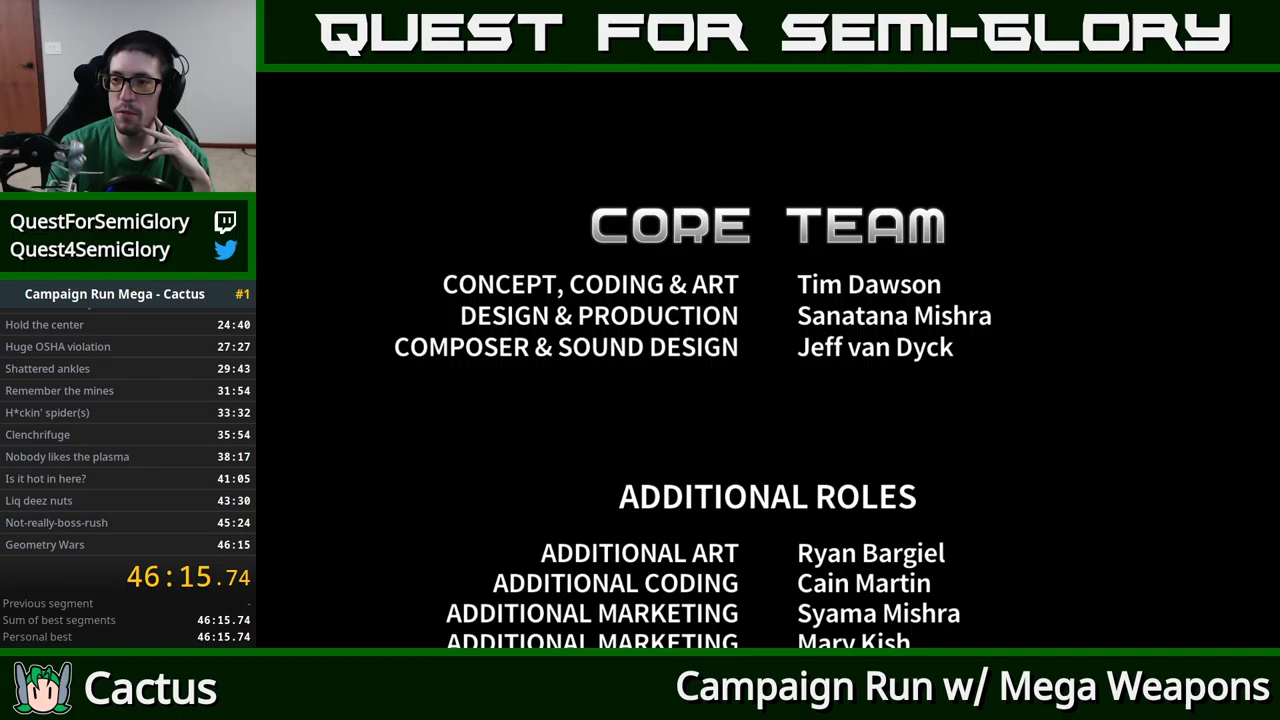 QUEST FOR SEMI-GLORY
QuestForSemiGlory
Quest4SemiGlory
Campaign Run Mega - Cactus #1
Hold the center 24:40
Huge OSHA violation 27:27
Shattered ankles 29:43
Remember the mines 31:54
H*ckin' spider(s) 33:32
Clenchrifuge 35:54
Nobody likes the plasma 38:17
Is it hot in here? 41:05
Liq deez nuts 43:30
Not-really-boss-rush 45:24
Geometry Wars 46:15
46:15.74
Previous segment -
Sum of best segments 46:15.74
Personal best 46:15.74
CORE TEAM
CONCEPT, CODING & ART Tim Dawson
DESIGN & PRODUCTION Sanatana Mishra
COMPOSER & SOUND DESIGN Jeff van Dyck
ADDITIONAL ROLES
ADDITIONAL ART Ryan Bargiel
ADDITIONAL CODING Cain Martin
ADDITIONAL MARKETING Syama Mishra
ADDITIONAL MARKETING Mary Kish
Cactus
Campaign Run w/ Mega Weapons